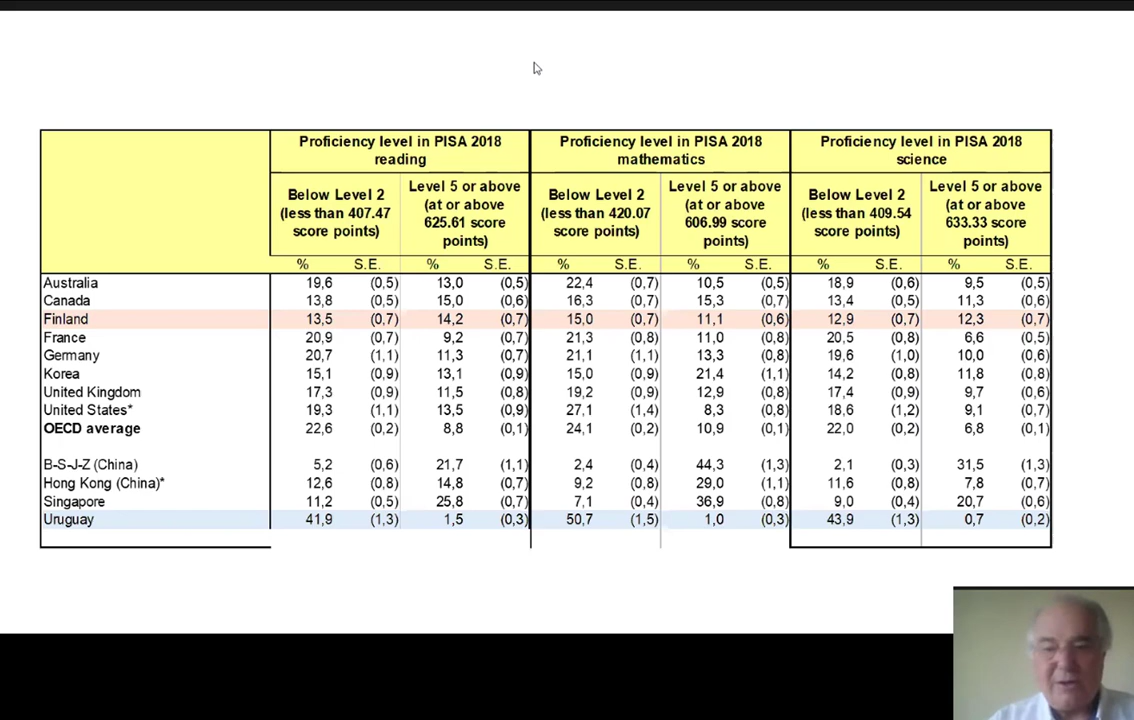 Proficiency level in PISA 2018 reading Proficiency level in PISA 2018 mathematics Proficiency level in PISA 2018 science
Below Level 2 (less than 407.47 score points) Level 5 or above (at or above 625.61 score points) Below Level 2 (less than 420.07 score points) Level 5 or above (at or above 606.99 score points) Below Level 2 (less than 409.54 score points) Level 5 or above (at or above 633.33 score points)
% S.E. % S.E. % S.E. % S.E. % S.E. % S.E.
Australia 19,6 (0,5) 13,0 (0,5) 22,4 (0,7) 10,5 (0,5) 18,9 (0,6) 9,5 (0,5)
Canada 13,8 (0,5) 15,0 (0,6) 16,3 (0,7) 15,3 (0,7) 13,4 (0,5) 11,3 (0,6)
Finland 13,5 (0,7) 14,2 (0,7) 15,0 (0,7) 11,1 (0,6) 12,9 (0,7) 12,3 (0,7)
France 20,9 (0,7) 9,2 (0,7) 21,3 (0,8) 11,0 (0,8) 20,5 (0,8) 6,6 (0,5)
Germany 20,7 (1,1) 11,3 (0,7) 21,1 (1,1) 13,3 (0,8) 19,6 (1,0) 10,0 (0,6)
Korea 15,1 (0,9) 13,1 (0,9) 15,0 (0,9) 21,4 (1,1) 14,2 (0,8) 11,8 (0,8)
United Kingdom 17,3 (0,9) 11,5 (0,8) 19,2 (0,9) 12,9 (0,8) 17,4 (0,9) 9,7 (0,6)
United States* 19,3 (1,1) 13,5 (0,9) 27,1 (1,4) 8,3 (0,8) 18,6 (1,2) 9,1 (0,7)
OECD average 22,6 (0,2) 8,8 (0,1) 24,1 (0,2) 10,9 (0,1) 22,0 (0,2) 6,8 (0,1)
B-S-J-Z (China) 5,2 (0,6) 21,7 (1,1) 2,4 (0,4) 44,3 (1,3) 2,1 (0,3) 31,5 (1,3)
Hong Kong (China)* 12,6 (0,8) 14,8 (0,7) 9,2 (0,8) 29,0 (1,1) 11,6 (0,8) 7,8 (0,7)
Singapore 11,2 (0,5) 25,8 (0,7) 7,1 (0,4) 36,9 (0,8) 9,0 (0,4) 20,7 (0,6)
Uruguay 41,9 (1,3) 1,5 (0,3) 50,7 (1,5) 1,0 (0,3) 43,9 (1,3) 0,7 (0,2)